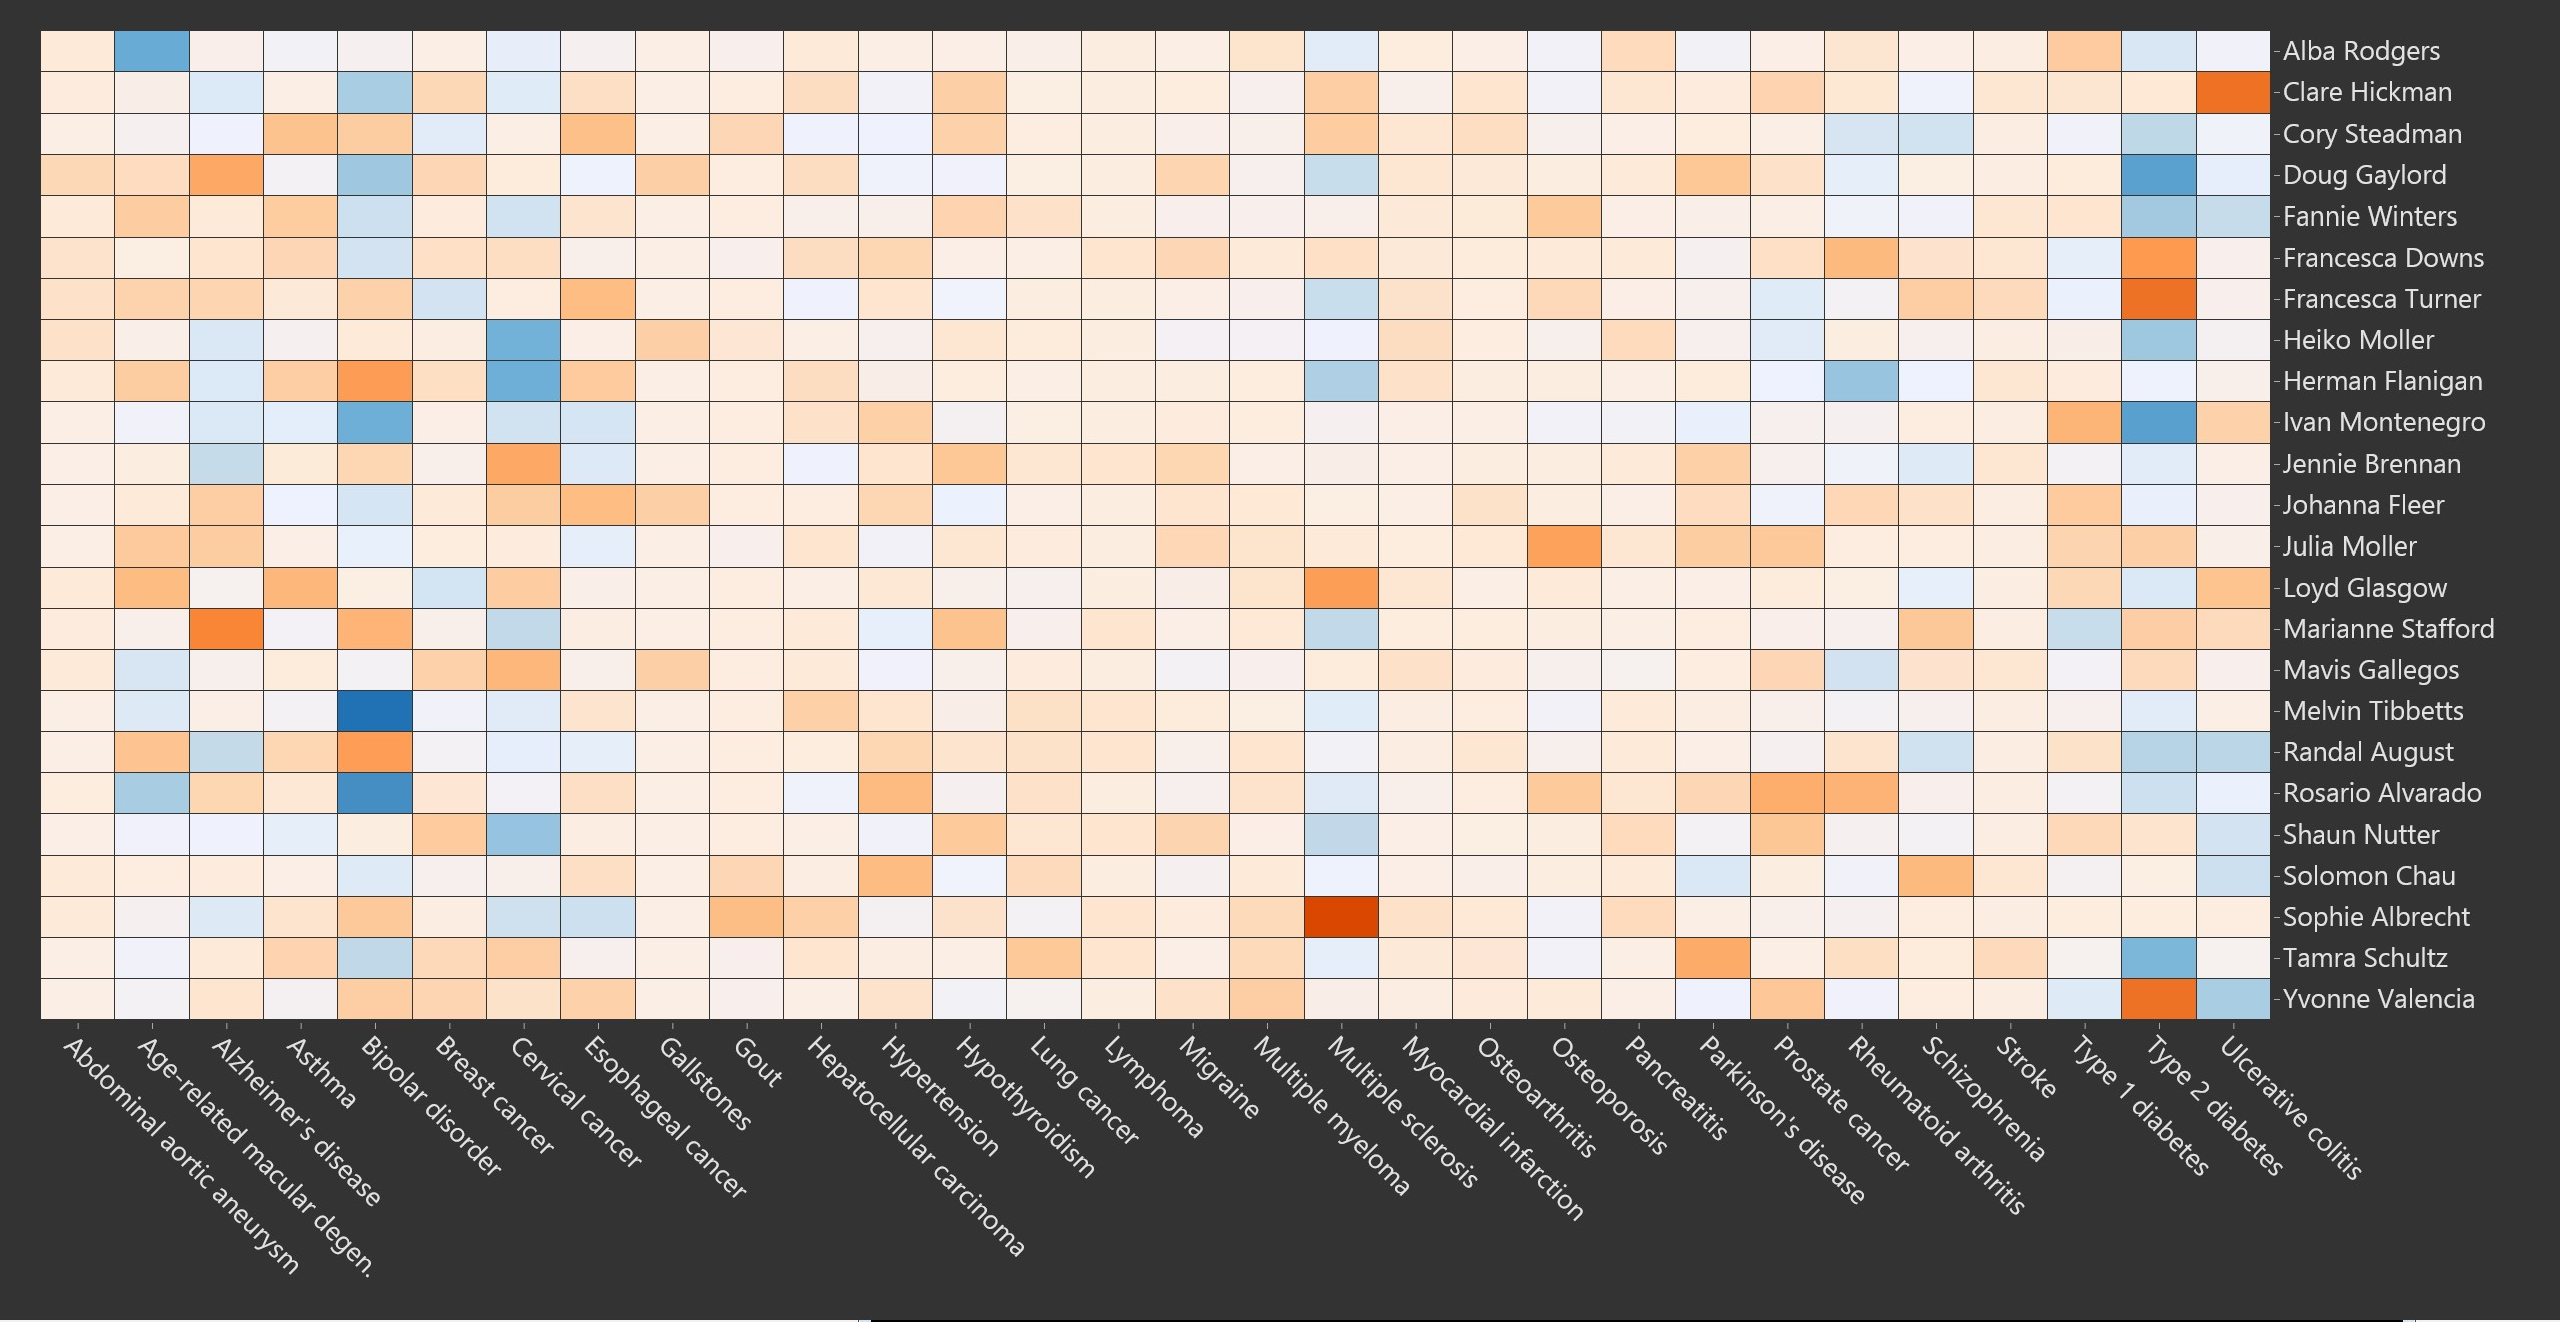 Alba Rodgers
Clare Hickman
Cory Steadman
Doug Gaylord
Fannie Winters
Francesca Downs
Francesca Turner
Heiko Moller
Herman Flanigan
Ivan Montenegro
Jennie Brennan
Johanna Fleer
Julia Moller
Loyd Glasgow
Marianne Stafford
Mavis Gallegos
Melvin Tibbetts
Randal August
Rosario Alvarado
Shaun Nutter
Solomon Chau
Sophie Albrecht
Tamra Schultz
Yvonne Valencia
Abdominal aortic aneurysm
Age-related macular degen.
Alzheimer's disease
Asthma
Bipolar disorder
Breast cancer
Cervical cancer
Esophageal cancer
Gallstones
Gout
Hepatocellular carcinoma
Hypertension
Hypothyroidism
Lung cancer
Lymphoma
Migraine
Multiple myeloma
Multiple sclerosis
Myocardial infarction
Osteoarthritis
Osteoporosis
Pancreatitis
Parkinson's disease
Prostate cancer
Rheumatoid arthritis
Schizophrenia
Stroke
Type 1 diabetes
Type 2 diabetes
Ulcerative colitis